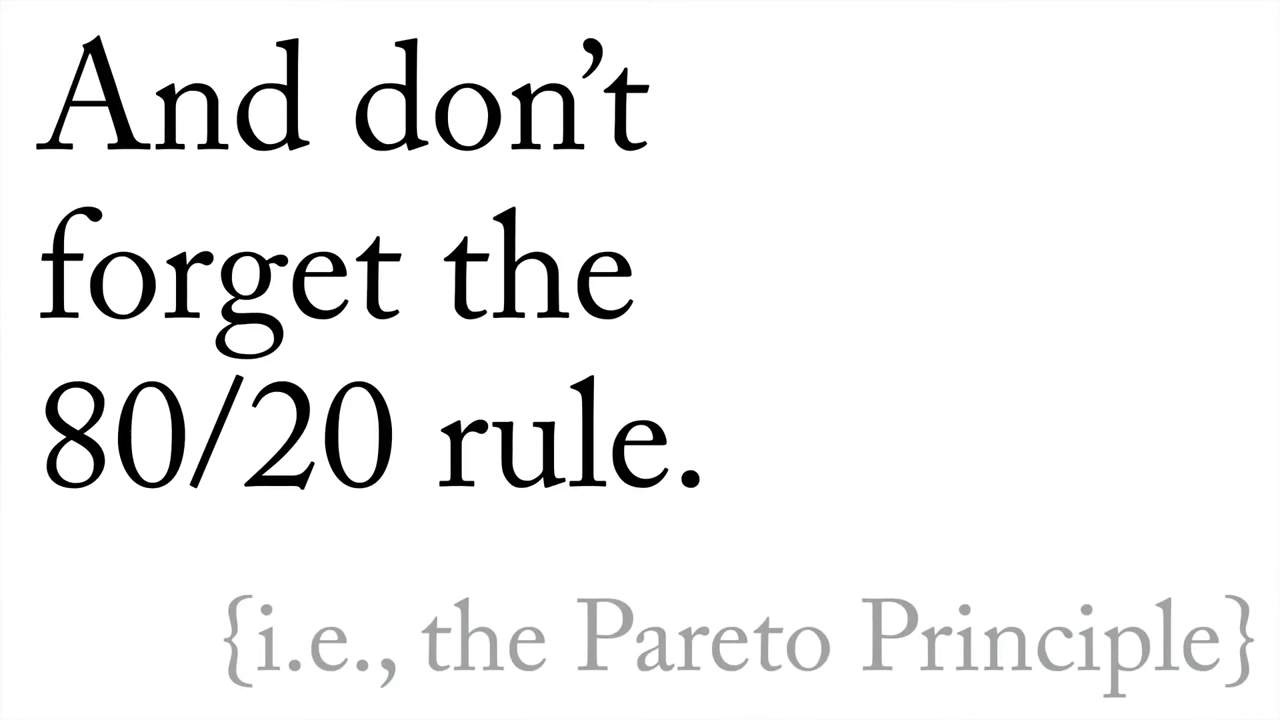 And don’t
forget the
80/20 rule.
{i.e., the Pareto Principle}